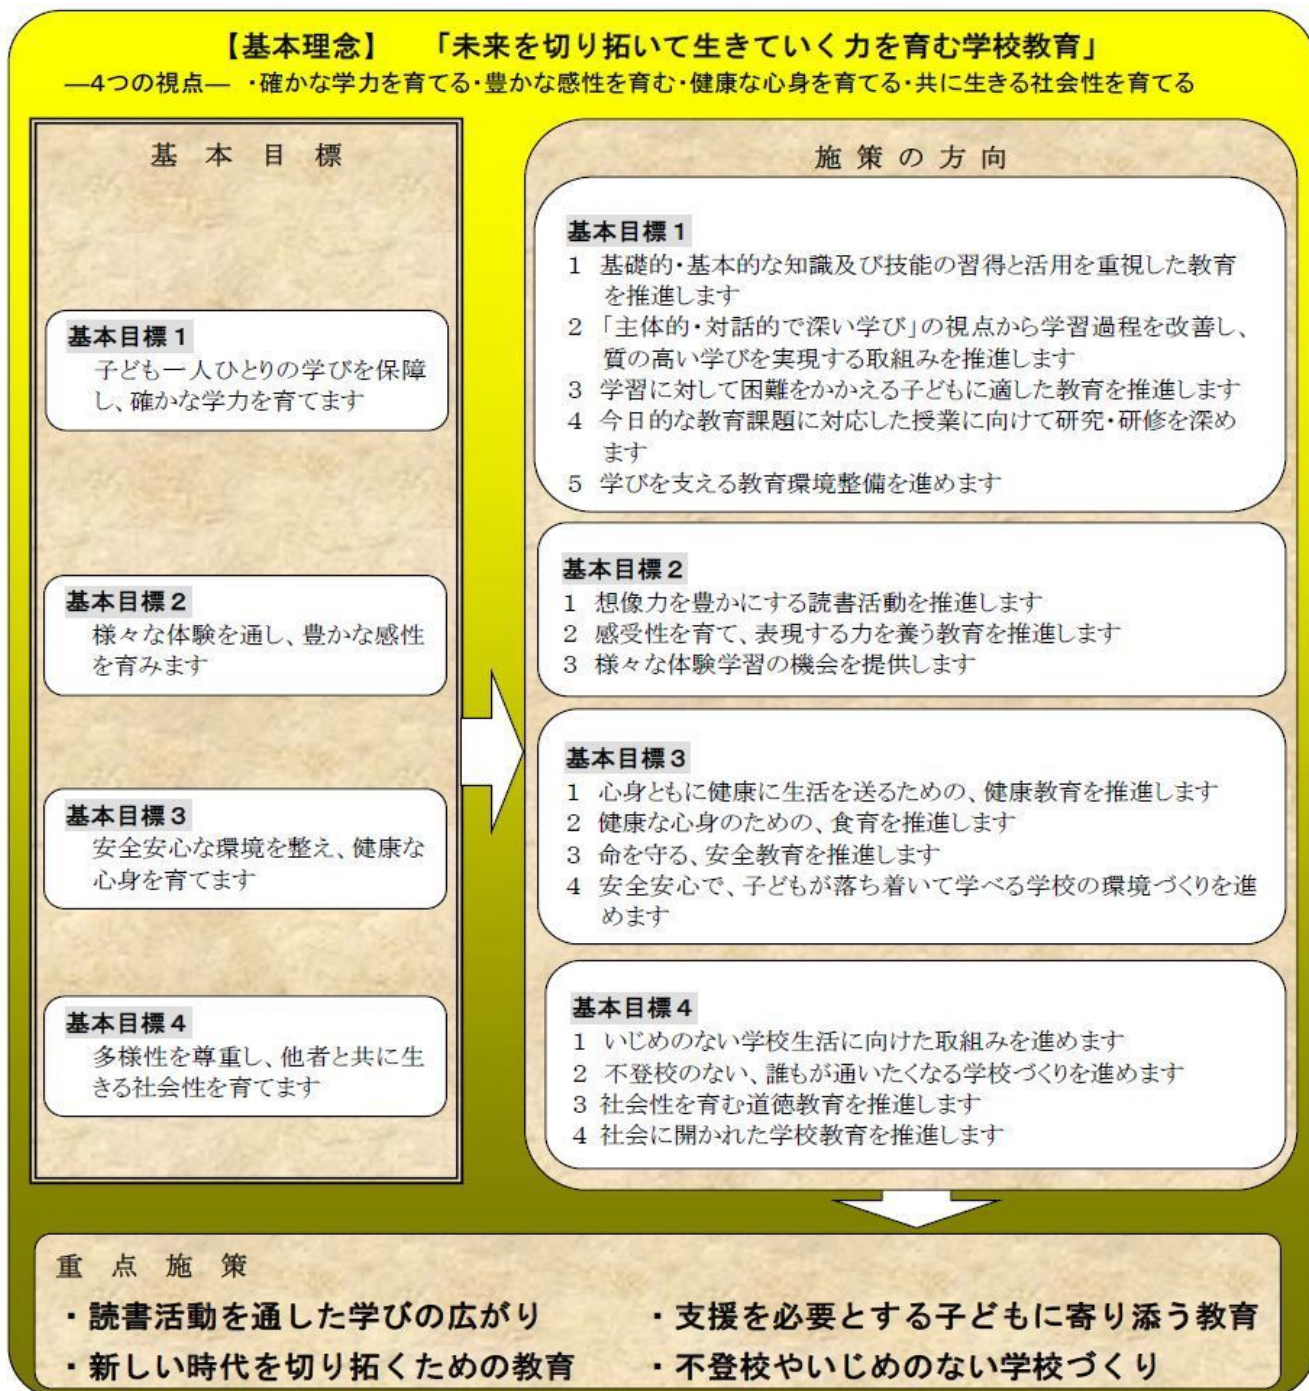 【基本理念】　「未来を切り拓いて生きていく力を育む学校教育」
―4つの視点―　・確かな学力を育てる・豊かな感性を育む・健康な心身を育てる・共に生きる社会性を育てる
基本目標
基本目標１
子ども一人ひとりの学びを保障
し、確かな学力を育てます
基本目標２
様々な体験を通し、豊かな感性
を育みます
基本目標３
安全安心な環境を整え、健康な
心身を育てます
基本目標４
多様性を尊重し、他者と共に生
きる社会性を育てます
施策の方向
基本目標１
1　基礎的・基本的な知識及び技能の習得と活用を重視した教育
を推進します
2　「主体的・対話的で深い学び」の視点から学習過程を改善し、
質の高い学びを実現する取組みを推進します
3　学習に対して困難をかかえる子どもに適した教育を推進します
4　今日的な教育課題に対応した授業に向けて研究・研修を深め
ます
5　学びを支える教育環境整備を進めます
基本目標２
1　想像力を豊かにする読書活動を推進します
2　感受性を育て、表現する力を養う教育を推進します
3　様々な体験学習の機会を提供します
基本目標３
1　心身ともに健康に生活を送るための、健康教育を推進します
2　健康な心身のための、食育を推進します
3　命を守る、安全教育を推進します
4　安全安心で、子どもが落ち着いて学べる学校の環境づくりを進
めます
基本目標４
1　いじめのない学校生活に向けた取組みを進めます
2　不登校のない、誰もが通いたくなる学校づくりを進めます
3　社会性を育む道徳教育を推進します
4　社会に開かれた学校教育を推進します
重点施策
・読書活動を通した学びの広がり
・支援を必要とする子どもに寄り添う教育
・新しい時代を切り拓くための教育
・不登校やいじめのない学校づくり